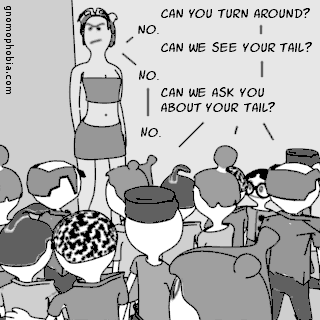 gnomophobia.com
CAN YOU TURN AROUND?
NO.
CAN WE SEE YOUR TAIL?
NO.
CAN WE ASK YOU
ABOUT YOUR TAIL?
NO.